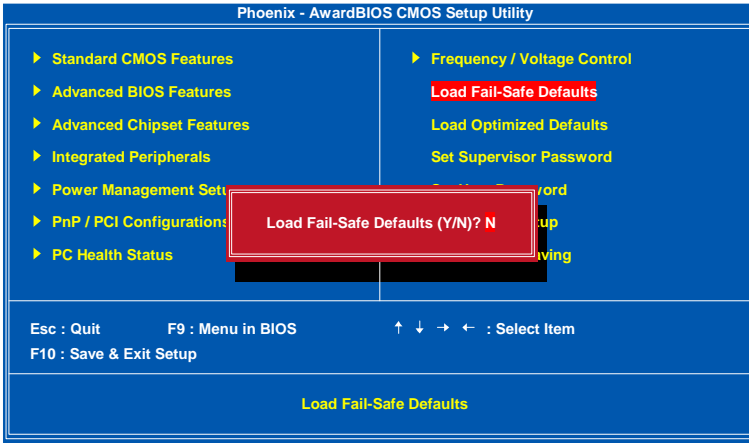 Phoenix - AwardBIOS CMOS Setup Utility
Standard CMOS Features
Advanced BIOS Features
Advanced Chipset Features
Integrated Peripherals
Power Management Setu
PnP / PCI Configurations
PC Health Status
Frequency / Voltage Control
Load Fail-Safe Defaults
Load Optimized Defaults
Set Supervisor Password
Load Fail-Safe Defaults (Y/N)? N
Esc : Quit F9 : Menu in BIOS ↑ ↓ → ← : Select Item
F10 : Save & Exit Setup
Load Fail-Safe Defaults